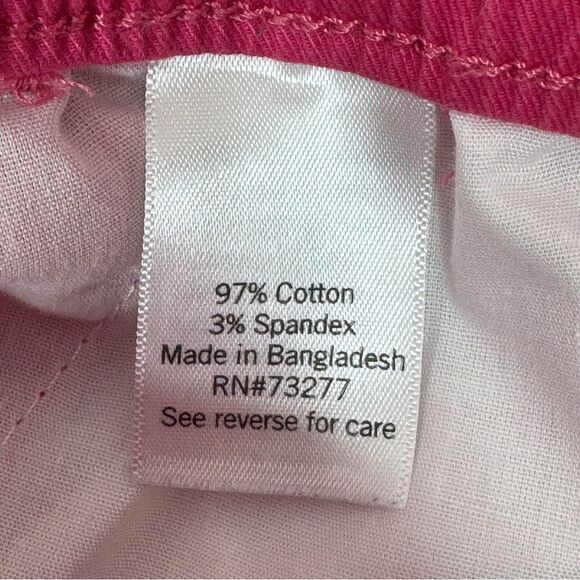 97% Cotton
3% Spandex
Made in Bangladesh
RN#73277
See reverse for care